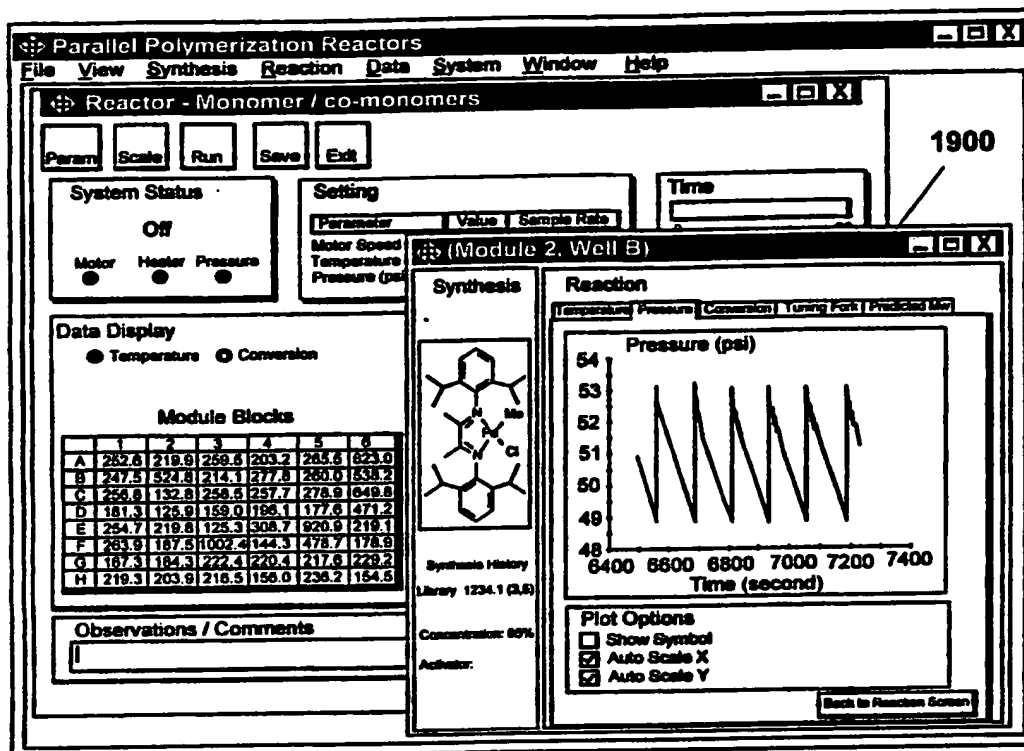 Parallel Polymerization Reactors
File View Synthesis Reaction Data System Window Help
Reactor - Monomer / co-monomers
Param Scale Run Save Exit
1900
System Status
Off
Motor Heater Pressure
Setting
Parameter Value Sample Rate
Motor Speed
Temperature
Pressure (psi
Time
(Module 2, Well B)
Synthesis
N
Me
Pd
N
Cl
Synthesis History
Library 1234.1 (3,5)
Concentration: 85%
Activator:
Reaction
Temperature Pressure Conversion Tuning Fork Predicted Mw
Pressure (psi)
54
53
52
51
50
49
48
6400 6600 6800 7000 7200 7400
Time (second)
Plot Options
Show Symbol
Auto Scale X
Auto Scale Y
Back to Reaction Screen
Data Display
Temperature Conversion
Module Blocks
1 2 3 4 5 6
A 252.6 219.9 259.5 203.2 265.5 623.0
B 247.5 524.8 214.1 277.8 260.0 538.2
C 256.8 132.8 258.5 257.7 278.9 649.8
D 181.3 125.9 159.0 196.1 177.6 471.2
E 254.7 219.8 125.3 308.7 920.9 219.1
F 263.9 187.5 1002.4 144.3 478.7 178.9
G 167.3 164.3 222.4 220.4 217.6 229.2
H 219.3 203.9 216.5 156.0 236.2 154.5
Observations / Comments